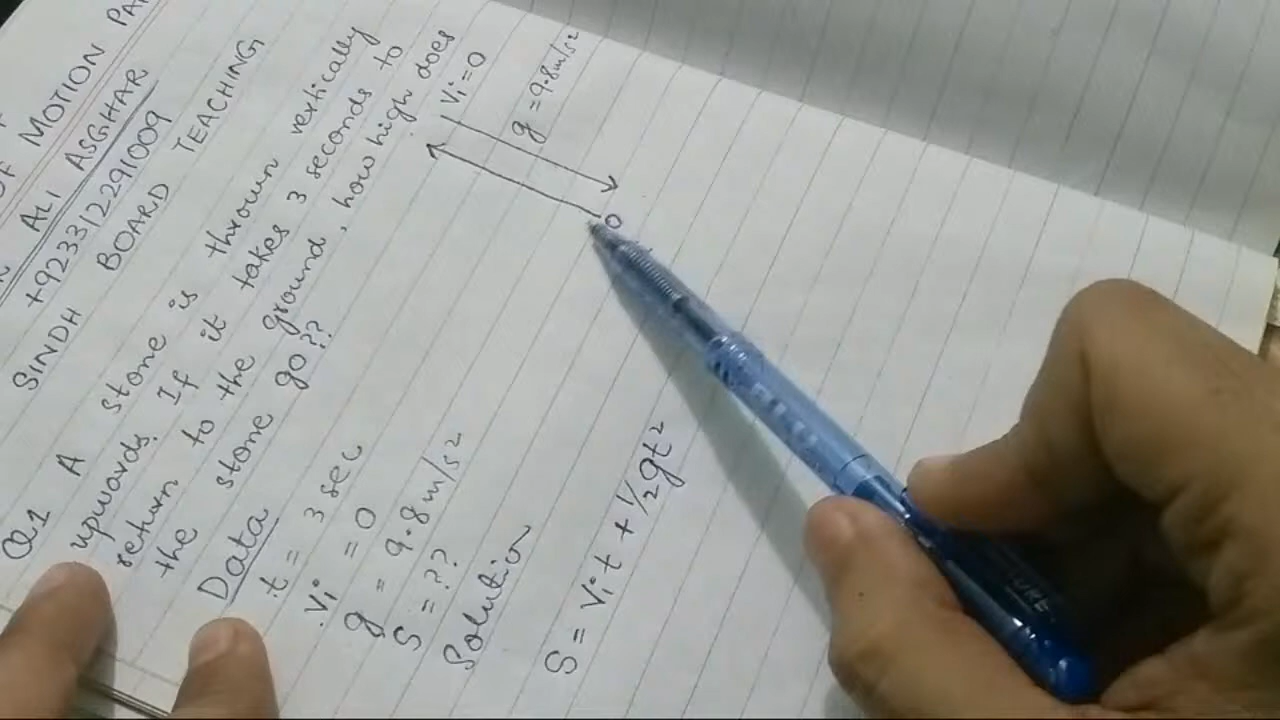 OF MOTION PA
ALI ASGHAR
+923312291009
SINDH BOARD TEACHING
Q1 A stone is thrown vertically
upwards. If it takes 3 seconds to
return to the ground, how high does
the stone go??
Data
t = 3 sec
Vi = 0
g = 9.8 m/s²
S = ??
Solution
S = Vi t + 1/2 gt²
Vi = 0
g = 9.8 m/s²